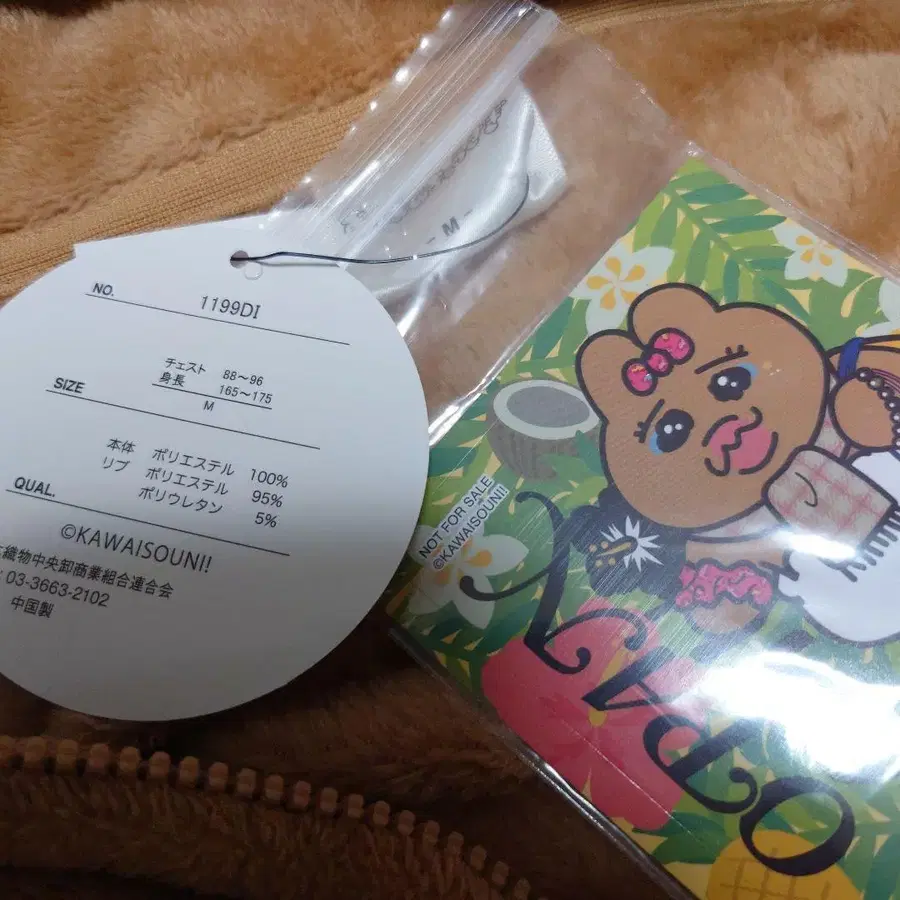 NO. 1199DI
SIZE
チェスト 88～96
身長 165～175
M
QUAL.
本体 ポリエステル 100%
リブ ポリエステル 95%
ポリウレタン 5%
©KAWAISOUNI!
織物中央卸商業組合連合会
: 03-3663-2102
中国製
- M -
NOT FOR SALE
©KAWAISOUNI!!